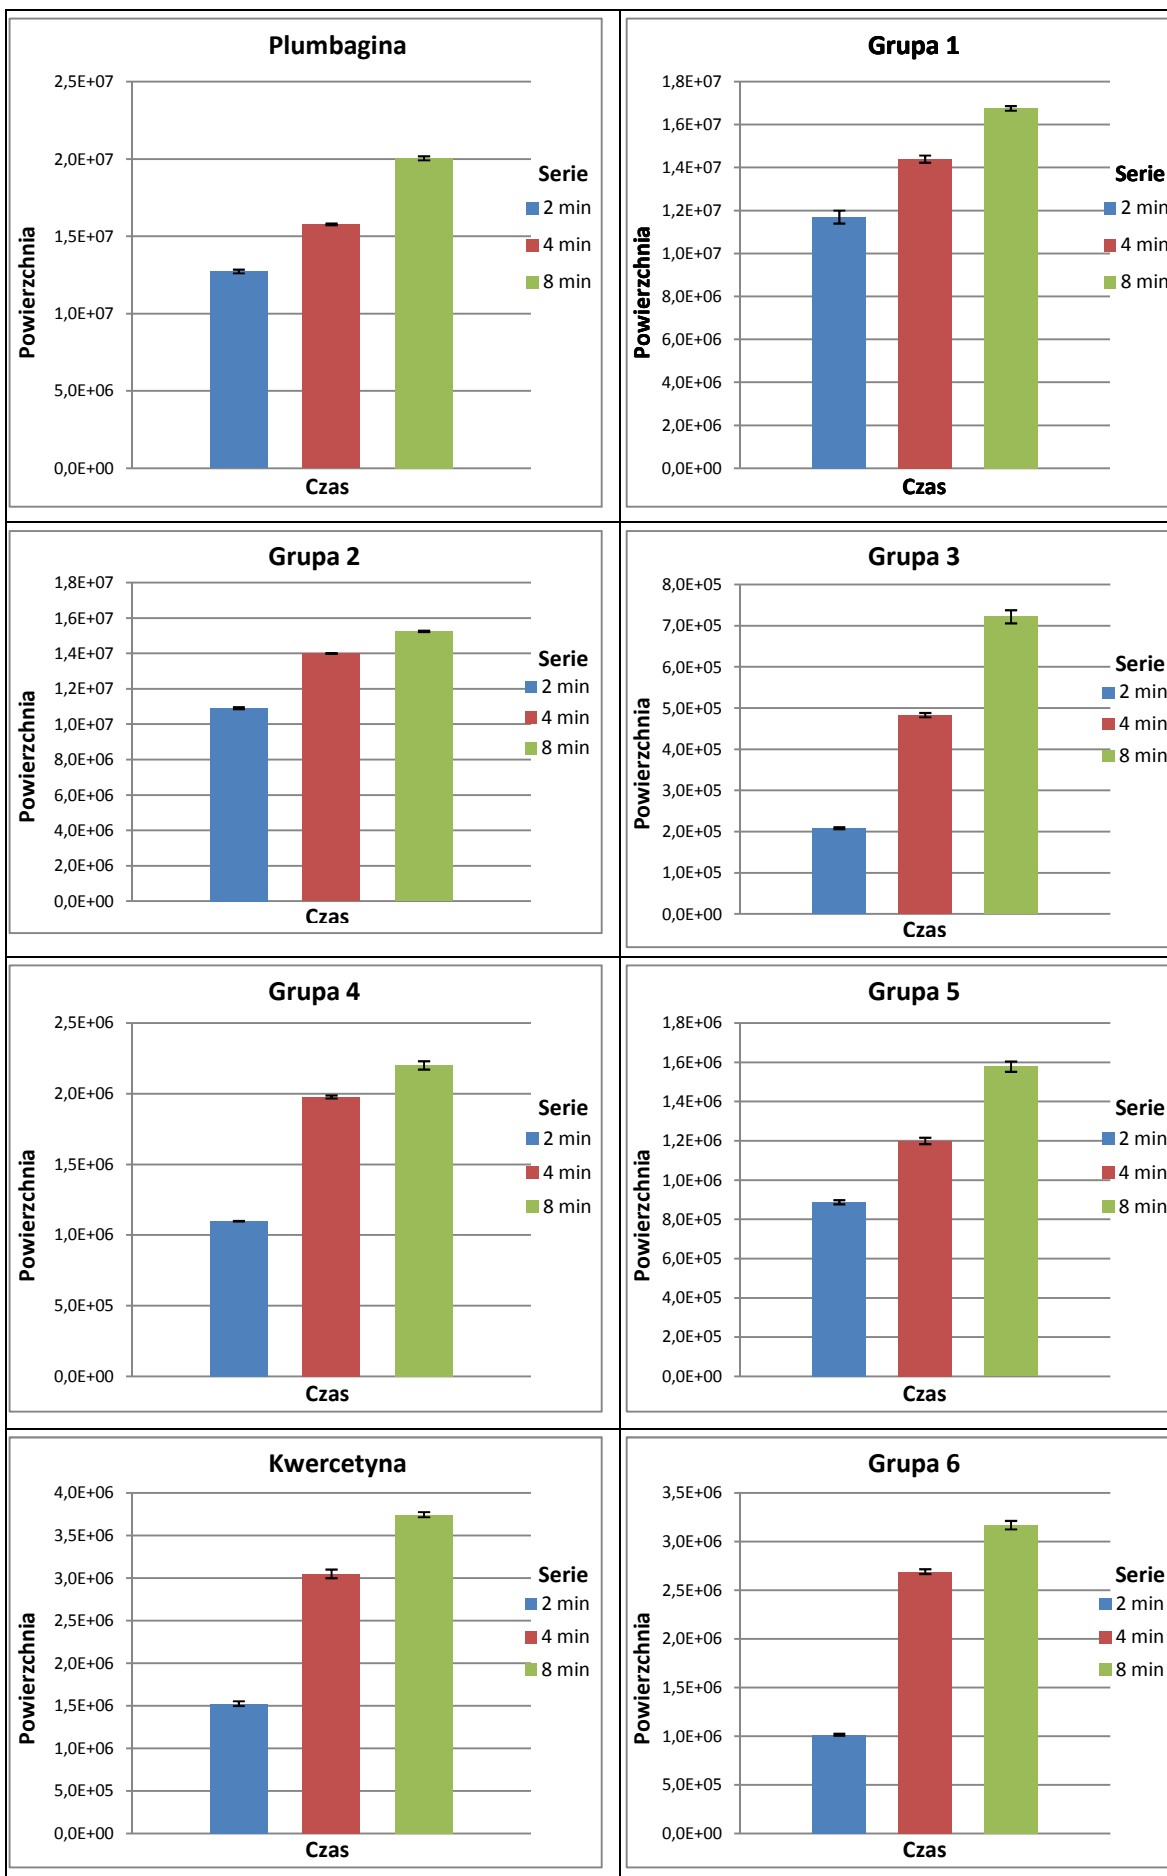 Plumbagina
2,5E+07
2,0E+07
1,5E+07
1,0E+07
5,0E+06
0,0E+00
Powierzchnia
Czas
Serie
2 min
4 min
8 min
Grupa 1
1,8E+07
1,6E+07
1,4E+07
1,2E+07
1,0E+07
8,0E+06
6,0E+06
4,0E+06
2,0E+06
0,0E+00
Powierzchnia
Czas
Serie
2 min
4 min
8 min
Grupa 2
1,8E+07
1,6E+07
1,4E+07
1,2E+07
1,0E+07
8,0E+06
6,0E+06
4,0E+06
2,0E+06
0,0E+00
Powierzchnia
Czas
Serie
2 min
4 min
8 min
Grupa 3
8,0E+05
7,0E+05
6,0E+05
5,0E+05
4,0E+05
3,0E+05
2,0E+05
1,0E+05
0,0E+00
Powierzchnia
Czas
Serie
2 min
4 min
8 min
Grupa 4
2,5E+06
2,0E+06
1,5E+06
1,0E+06
5,0E+05
0,0E+00
Powierzchnia
Czas
Serie
2 min
4 min
8 min
Grupa 5
1,8E+06
1,6E+06
1,4E+06
1,2E+06
1,0E+06
8,0E+05
6,0E+05
4,0E+05
2,0E+05
0,0E+00
Powierzchnia
Czas
Serie
2 min
4 min
8 min
Kwercetyna
4,0E+06
3,5E+06
3,0E+06
2,5E+06
2,0E+06
1,5E+06
1,0E+06
5,0E+05
0,0E+00
Powierzchnia
Czas
Serie
2 min
4 min
8 min
Grupa 6
3,5E+06
3,0E+06
2,5E+06
2,0E+06
1,5E+06
1,0E+06
5,0E+05
0,0E+00
Powierzchnia
Czas
Serie
2 min
4 min
8 min